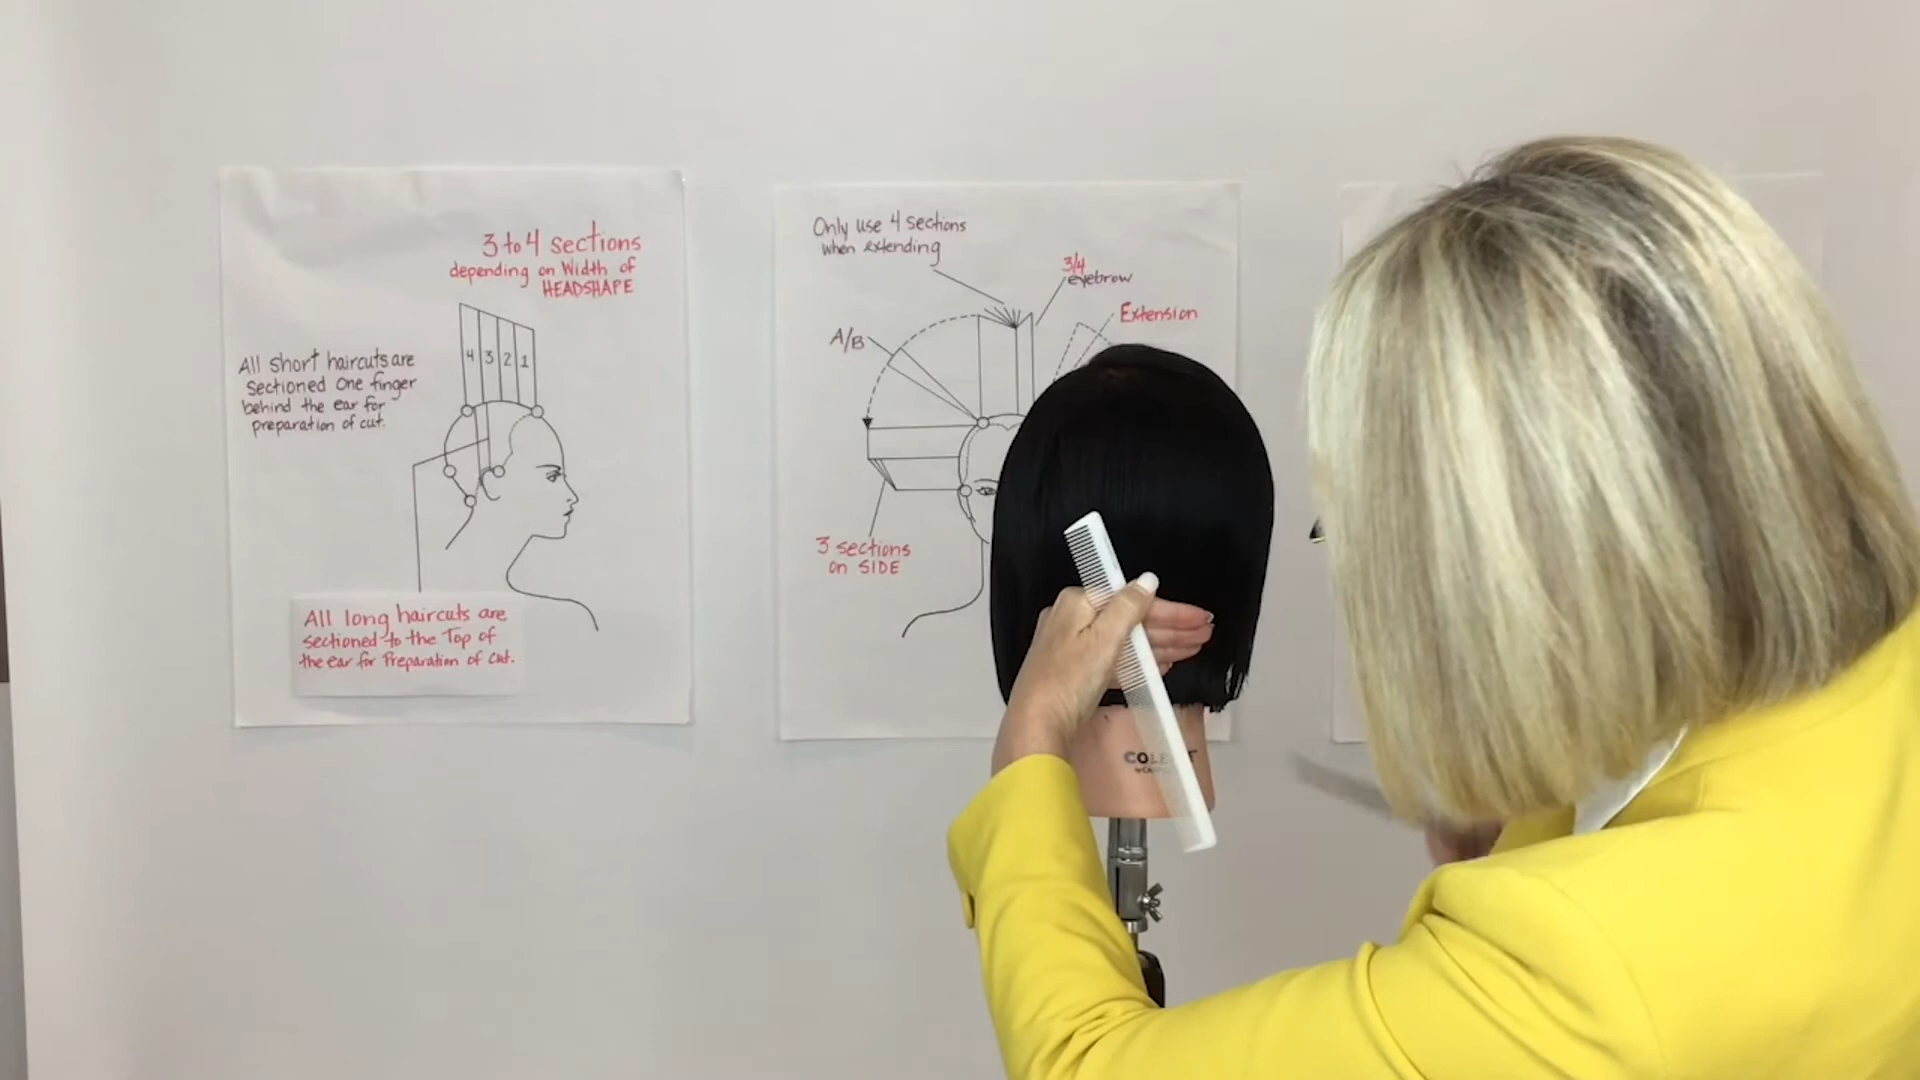 3 to 4 sections
depending on Width of
HEADSHAPE
4 3 2 1
All short haircuts are
sectioned One finger
behind the ear for
preparation of cut.
All long haircuts are
sectioned to the Top of
the ear for Preparation of cut.
Only use 4 sections
when extending
3/4
eyebrow
Extension
A/B
3 sections
on SIDE